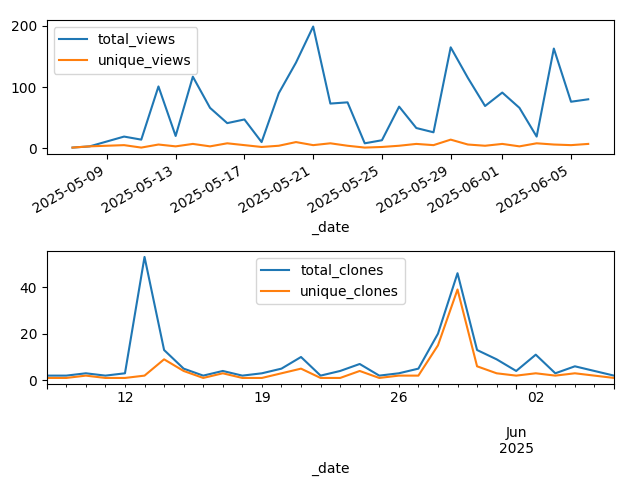 200
100
0
total_views
unique_views
2025-05-09
2025-05-13
2025-05-17
2025-05-21
2025-05-25
2025-05-29
2025-06-01
2025-06-05
_date
40
20
0
total_clones
unique_clones
12
19
26
02
Jun
2025
_date